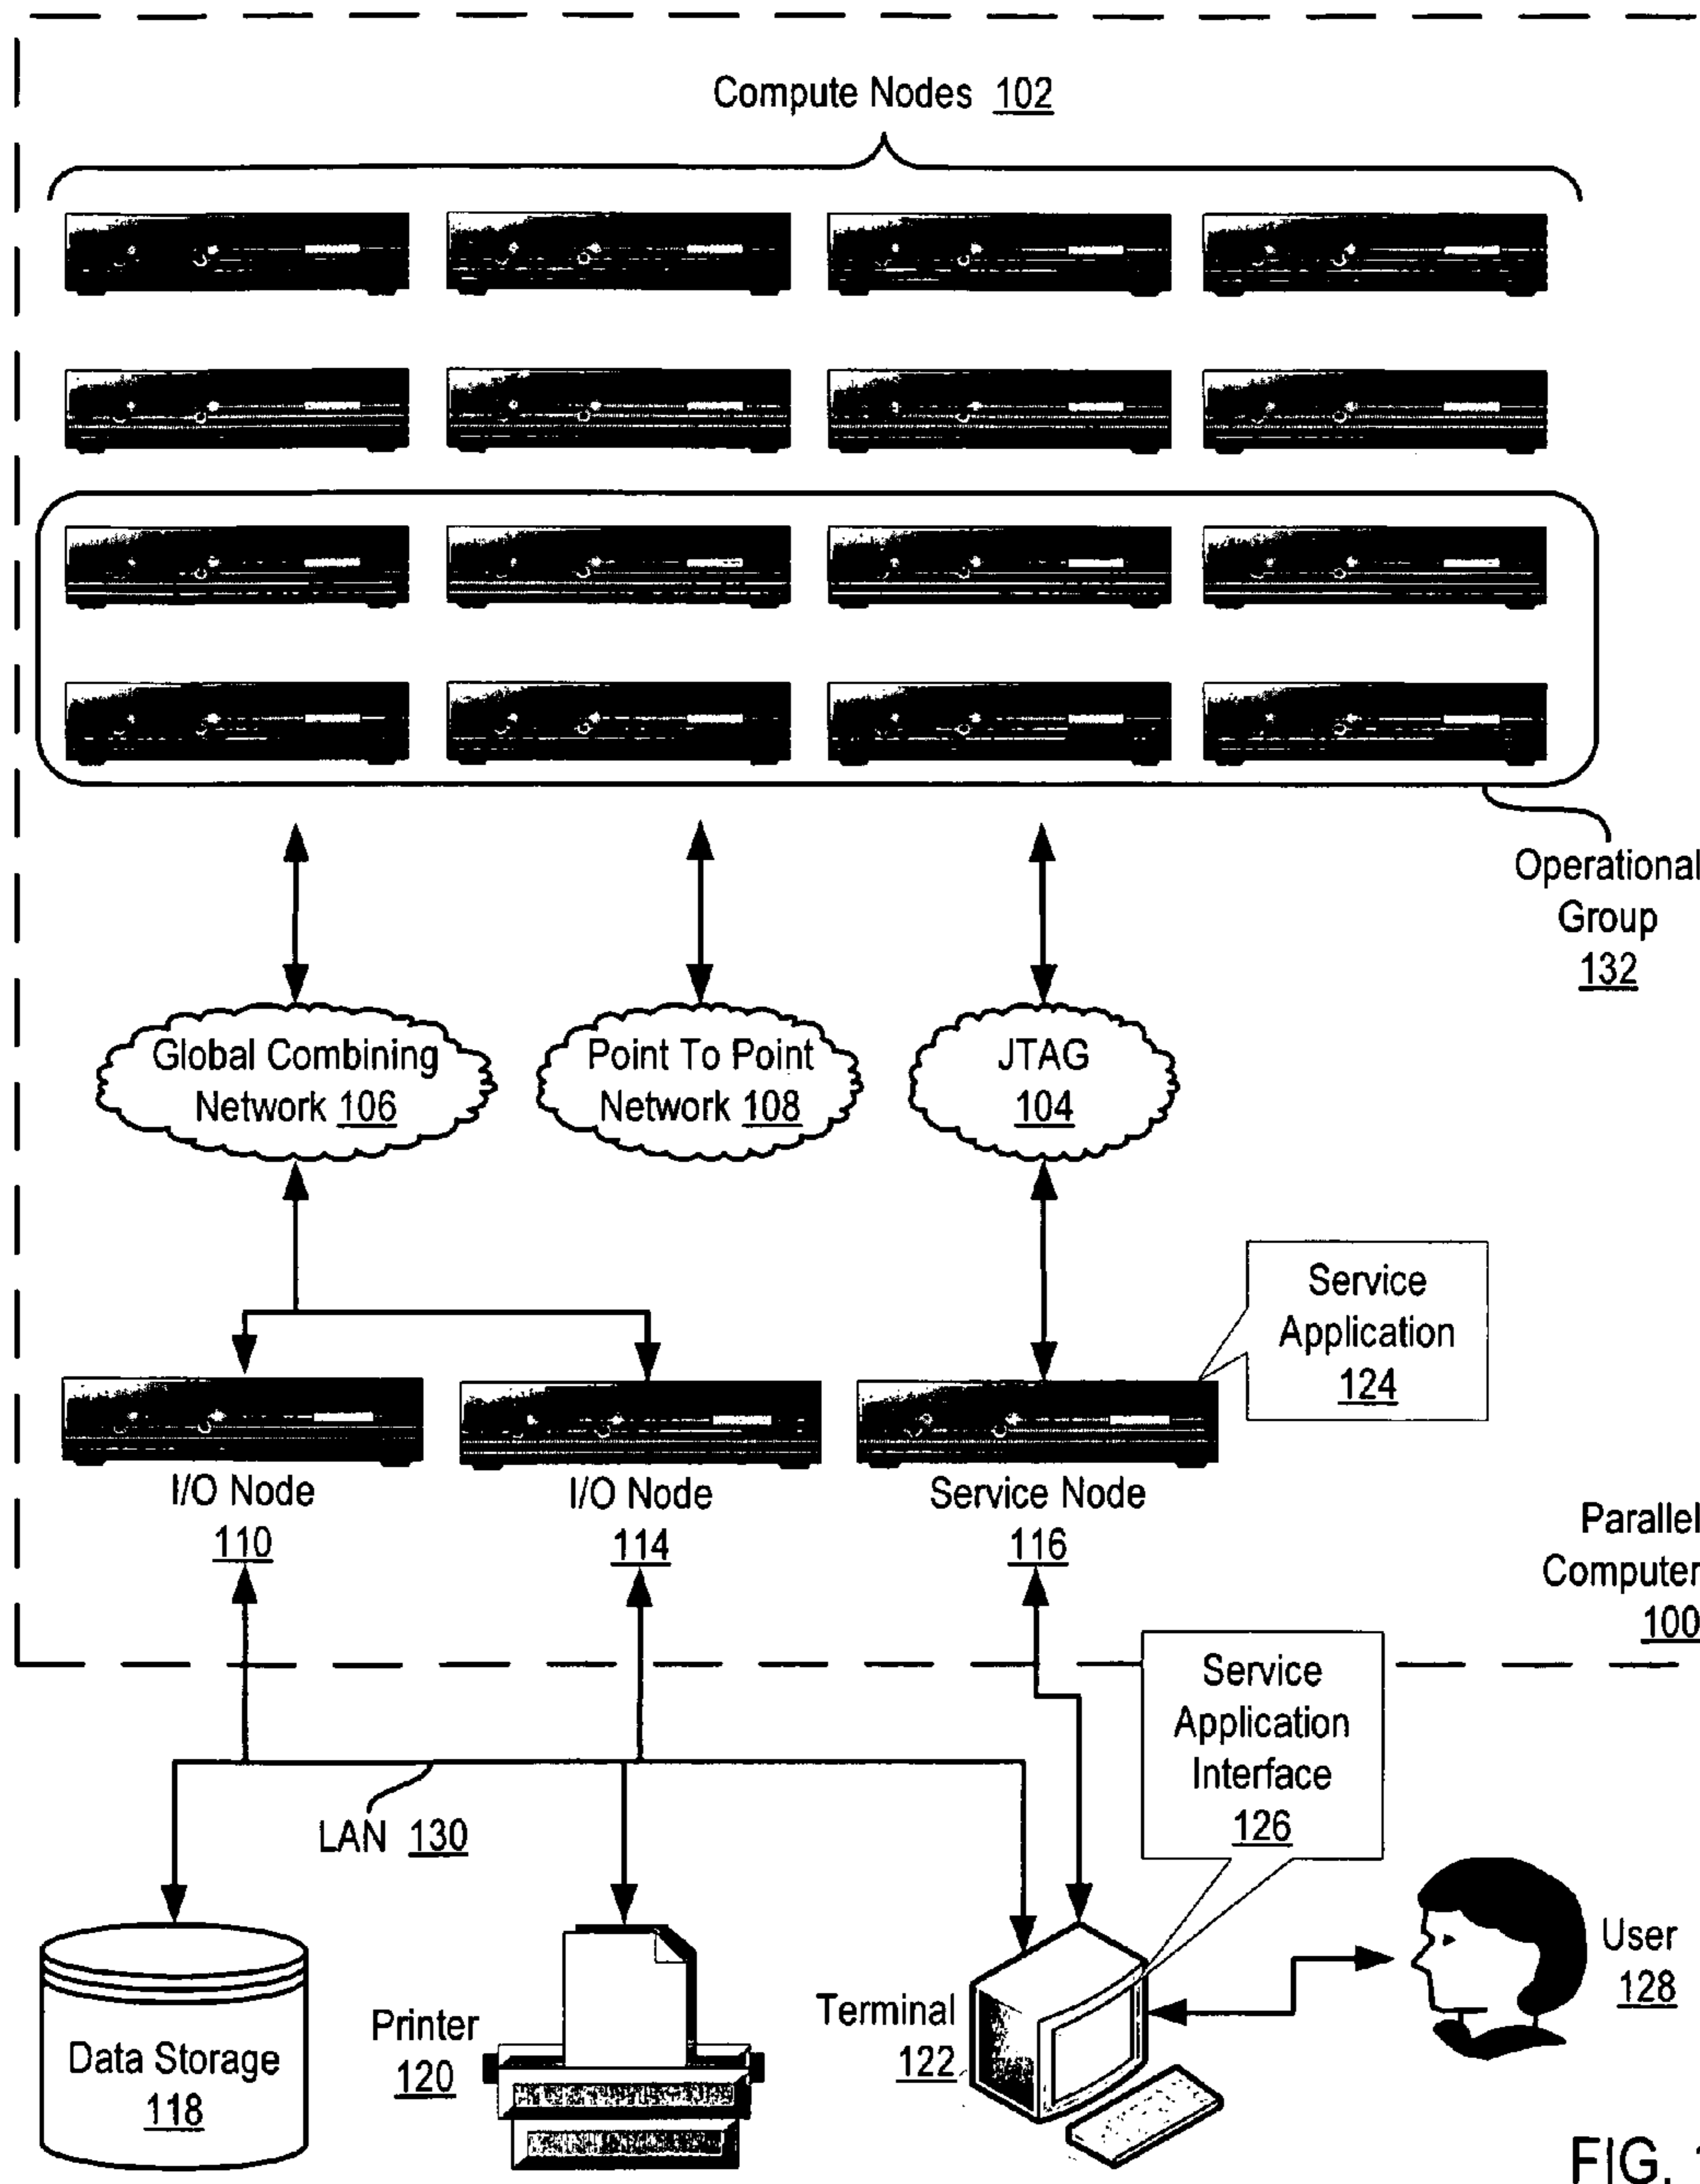 Compute Nodes 102
Operational
Group
132
Global Combining
Network 106
Point To Point
Network 108
JTAG
104
Service
Application
124
I/O Node
110
I/O Node
114
Service Node
116
Parallel
Computer
100
Service
Application
Interface
126
LAN 130
Data Storage
118
Printer
120
Terminal
122
User
128
FIG.